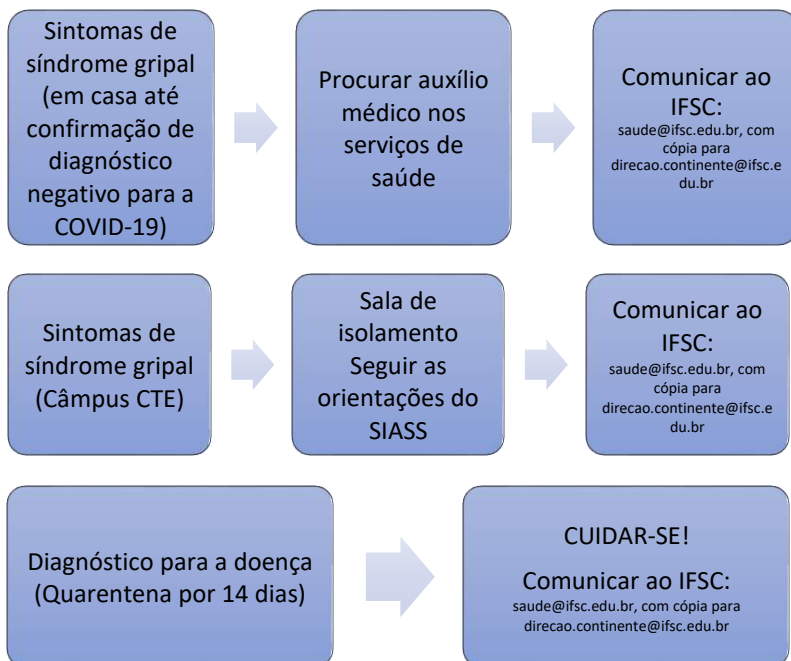 Sintomas de
síndrome gripal
(em casa até
confirmação de
diagnóstico
negativo para a
COVID-19)
Procurar auxílio
médico nos
serviços de
saúde
Comunicar ao
IFSC:
saude@ifsc.edu.br, com
cópia para
direcao.continente@ifsc.e
du.br
Sintomas de
síndrome gripal
(Câmpus CTE)
Sala de
isolamento
Seguir as
orientações do
SIASS
Comunicar ao
IFSC:
saude@ifsc.edu.br, com
cópia para
direcao.continente@ifsc.e
du.br
Diagnóstico para a doença
(Quarentena por 14 dias)
CUIDAR-SE!
Comunicar ao IFSC:
saude@ifsc.edu.br, com cópia para
direcao.continente@ifsc.edu.br